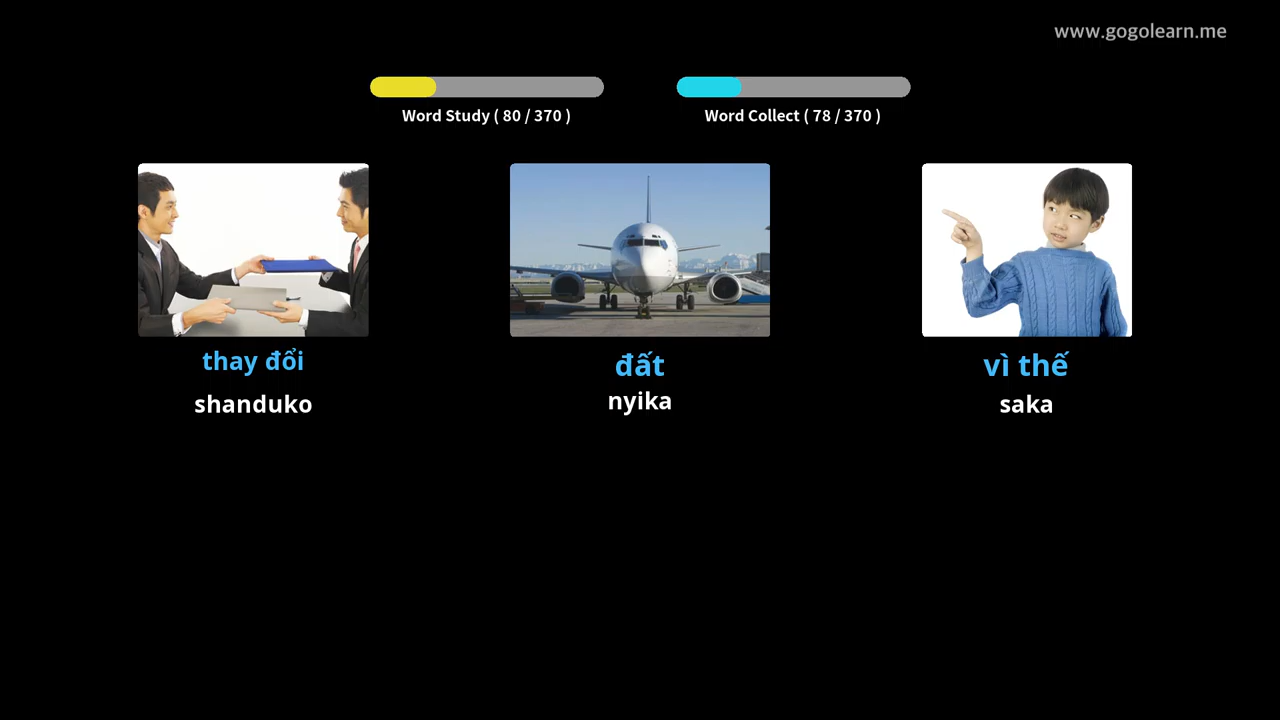 www.gogolearn.me
Word Study ( 80 / 370 )
Word Collect ( 78 / 370 )
thay đổi
shanduko
đất
nyika
vì thế
saka